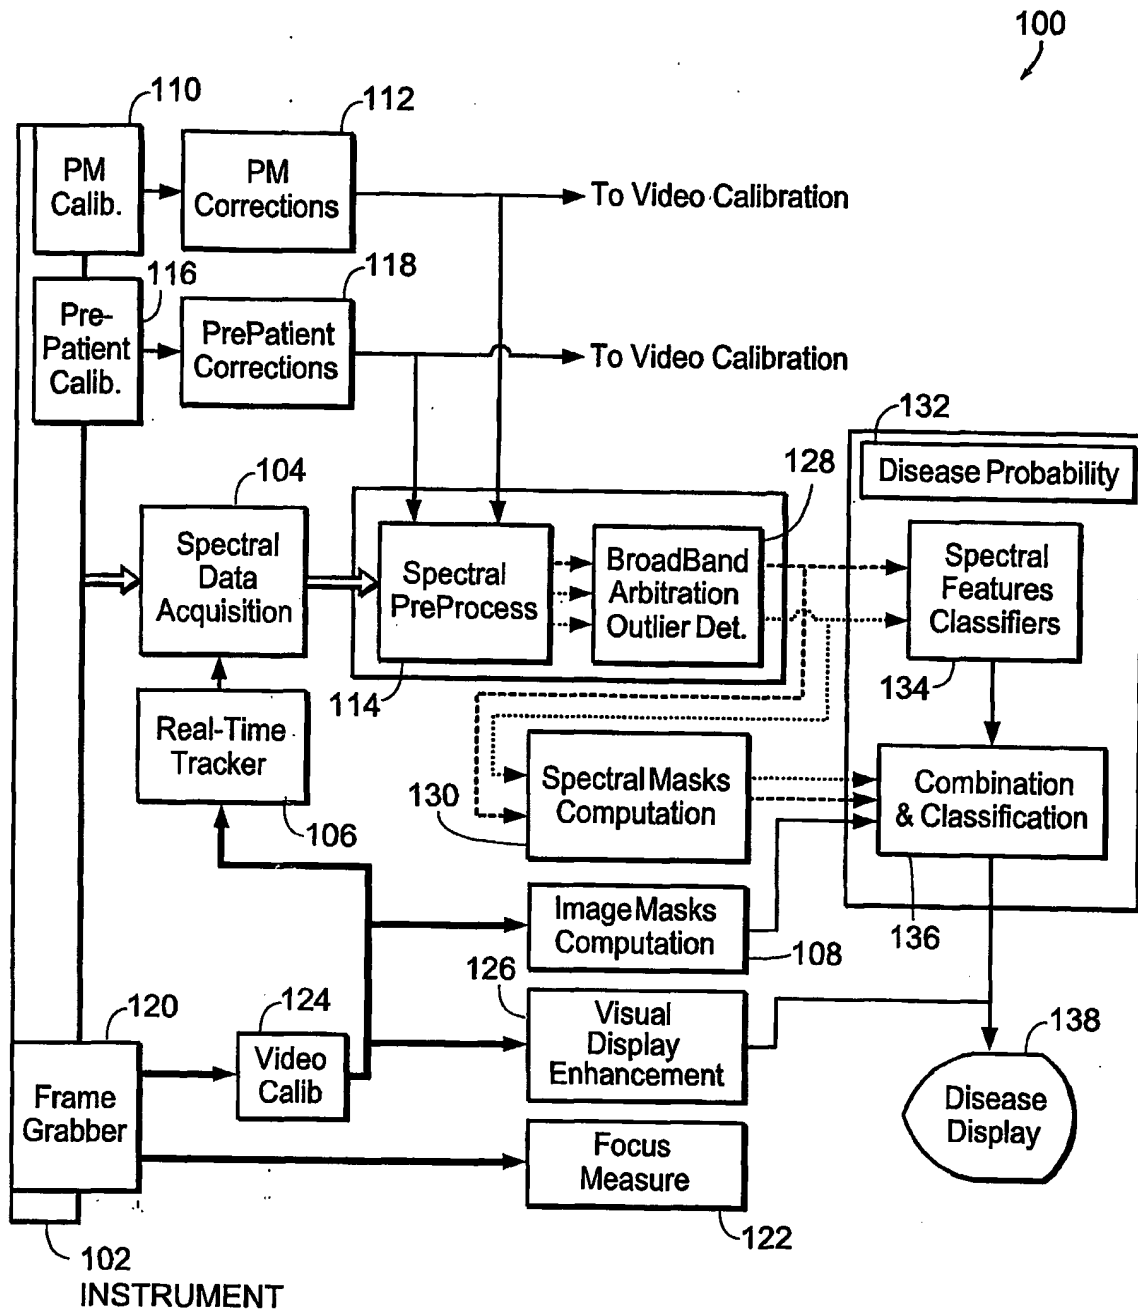 100
110
112
PM
Calib.
PM
Corrections
To Video Calibration
116
118
Pre-
Patient
Calib.
PrePatient
Corrections
To Video Calibration
132
Disease Probability
104
128
Spectral
Data
Acquisition
Spectral
PreProcess
BroadBand
Arbitration
Outlier Det.
Spectral
Features
Classifiers
114
134
Real-Time
Tracker
106
Spectral Masks
Computation
130
Combination
& Classification
136
Image Masks
Computation
108
126
120
124
Visual
Display
Enhancement
138
Frame
Grabber
Video
Calib
Disease
Display
Focus
Measure
122
102
INSTRUMENT